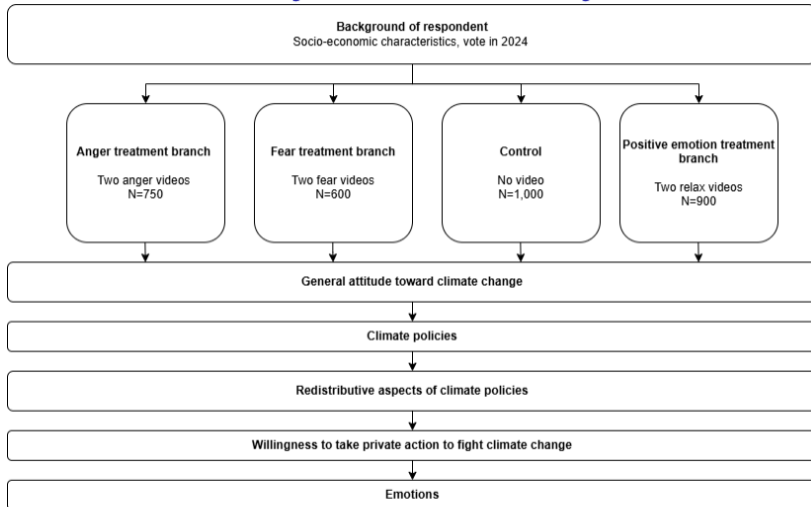 Background of respondent
Socio-economic characteristics, vote in 2024
Anger treatment branch
Two anger videos
N=750
Fear treatment branch
Two fear videos
N=600
Control
No video
N=1,000
Positive emotion treatment
branch
Two relax videos
N=900
General attitude toward climate change
Climate policies
Redistributive aspects of climate policies
Willingness to take private action to fight climate change
Emotions